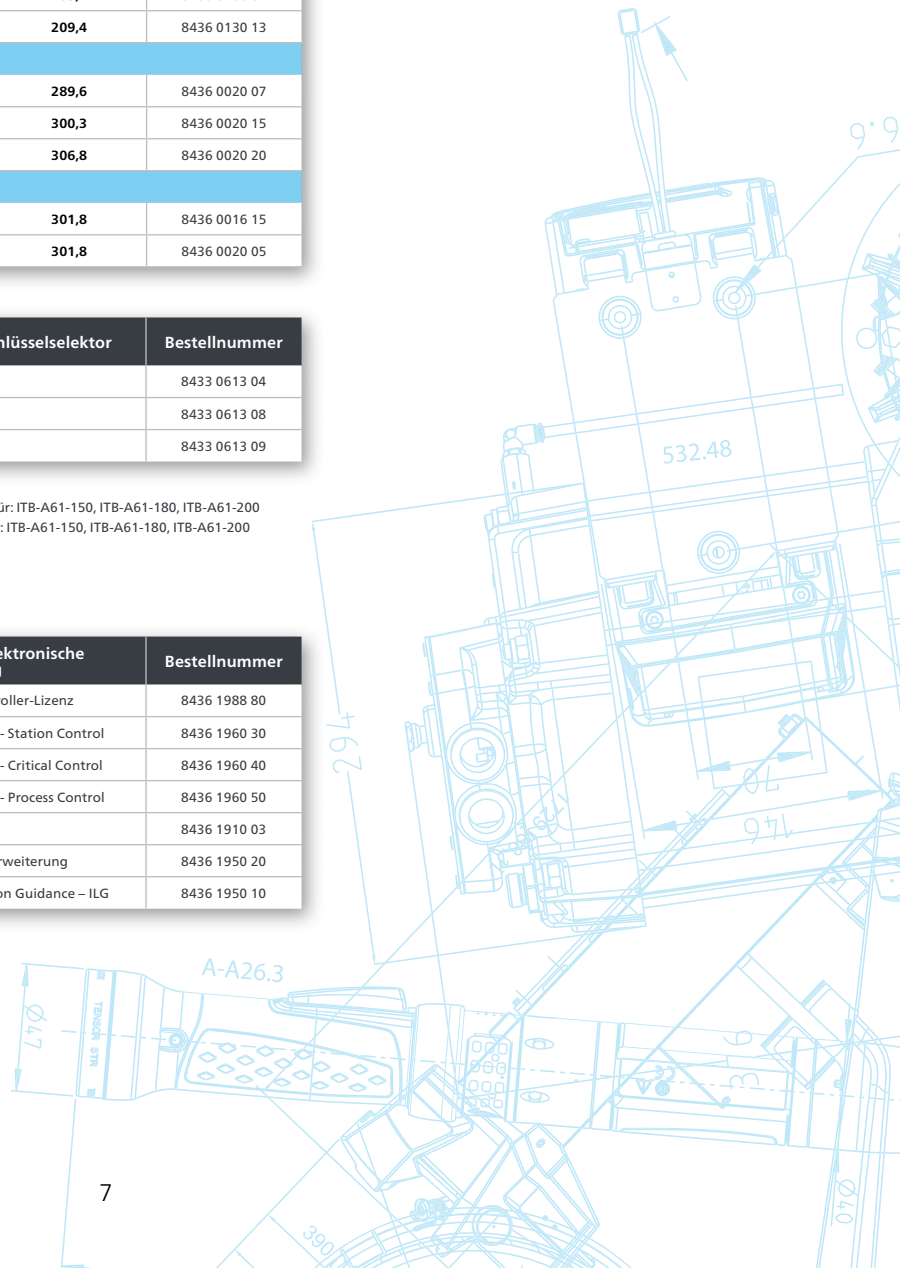 209,4 8436 0130 13
289,6 8436 0020 07
300,3 8436 0020 15
306,8 8436 0020 20
301,8 8436 0016 15
301,8 8436 0020 05
hlüsselselektor Bestellnummer
8433 0613 04
8433 0613 08
8433 0613 09
ür: ITB-A61-150, ITB-A61-180, ITB-A61-200
: ITB-A61-150, ITB-A61-180, ITB-A61-200
ektronische Bestellnummer
oller-Lizenz 8436 1988 80
- Station Control 8436 1960 30
- Critical Control 8436 1960 40
- Process Control 8436 1960 50
8436 1910 03
rweiterung 8436 1950 20
on Guidance – ILG 8436 1950 10
532.48
294
70
146
A-A26.3
Ø47
TENSOR STR
Ø40
390
7